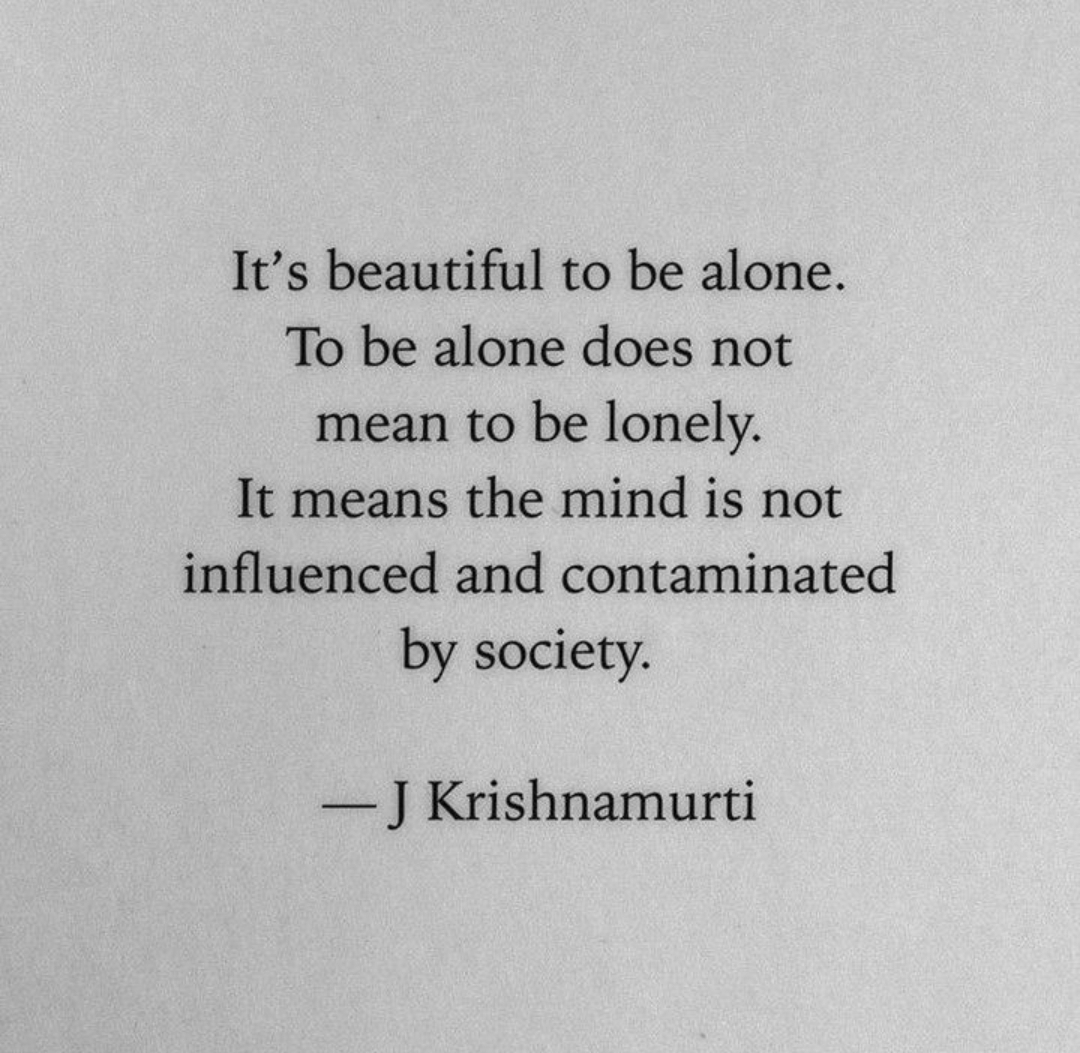 It’s beautiful to be alone.
To be alone does not
mean to be lonely.
It means the mind is not
influenced and contaminated
by society.
— J Krishnamurti